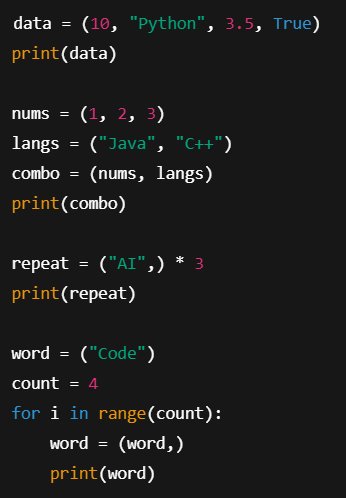 data = (10, "Python", 3.5, True)
print(data)

nums = (1, 2, 3)
langs = ("Java", "C++")
combo = (nums, langs)
print(combo)

repeat = ("AI",) * 3
print(repeat)

word = ("Code")
count = 4
for i in range(count):
    word = (word,)
    print(word)